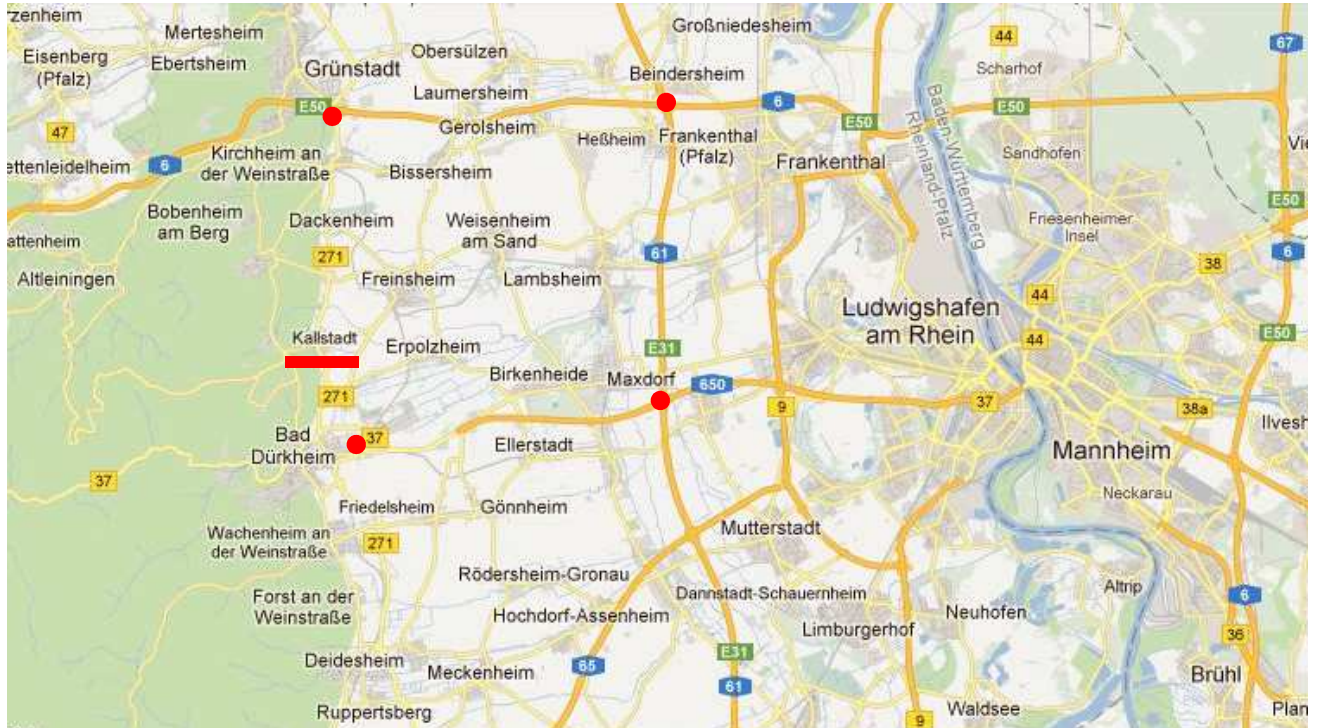 rzenheim
Mertesheim
Großniedesheim
44
67
Eisenberg
(Pfalz)
Ebertsheim
Obersülzen
Grünstadt
Beindersheim
Scharhof
Laumersheim
E50
6
E50
47
Gerolsheim
Heßheim
Frankenthal
(Pfalz)
E50
Baden-Württemberg
Rheinland-Pfalz
ettenleidelheim
6
Kirchheim an
der Weinstraße
Bissersheim
Frankenthal
Sandhofen
Vie
E50
Bobenheim
am Berg
Dackenheim
Weisenheim
am Sand
Friesenheimer
Insel
attenheim
271
61
6
38
Altleiningen
Freinsheim
Lambsheim
44
Ludwigshafen
am Rhein
E50
Kallstadt
Erpolzheim
E31
44
Birkenheide
Maxdorf
650
271
9
37
38a
Ilvesh
Bad
Dürkheim
37
Ellerstadt
Mannheim
37
Neckarau
Friedelsheim
Gönnheim
Wachenheim an
der Weinstraße
271
Mutterstadt
Rödersheim-Gronau
Dannstadt-Schauernheim
Altrip
6
Forst an der
Weinstraße
Hochdorf-Assenheim
Neuhofen
Limburgerhof
36
Deidesheim
Meckenheim
65
E31
61
Brühl
Ruppertsberg
9
Waldsee
Plan